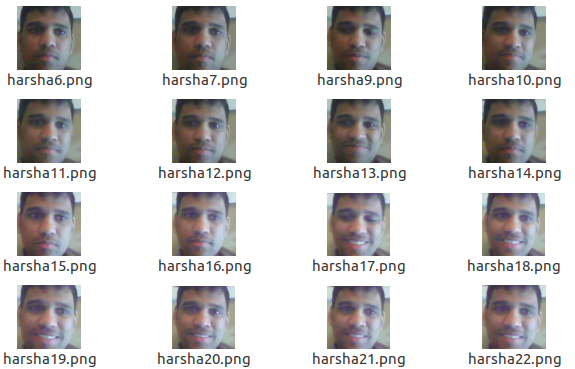 harsha6.png harsha7.png harsha9.png harsha10.png
harsha11.png harsha12.png harsha13.png harsha14.png
harsha15.png harsha16.png harsha17.png harsha18.png
harsha19.png harsha20.png harsha21.png harsha22.png